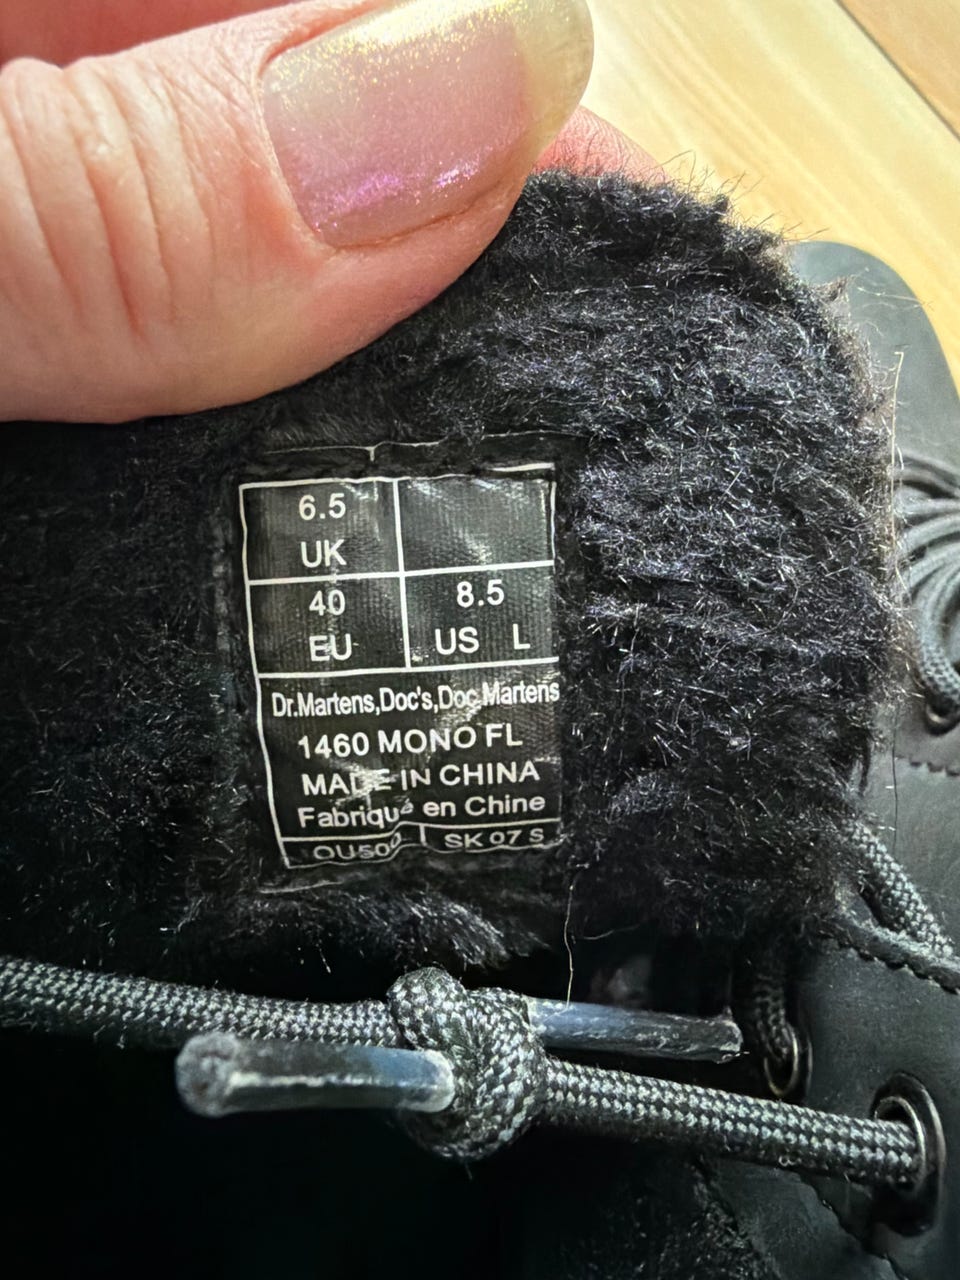 6.5
UK
40
EU
8.5
US L
Dr.Martens,Doc's,Doc Martens
1460 MONO FL
MADE IN CHINA
Fabriqué en Chine
SK 07 S